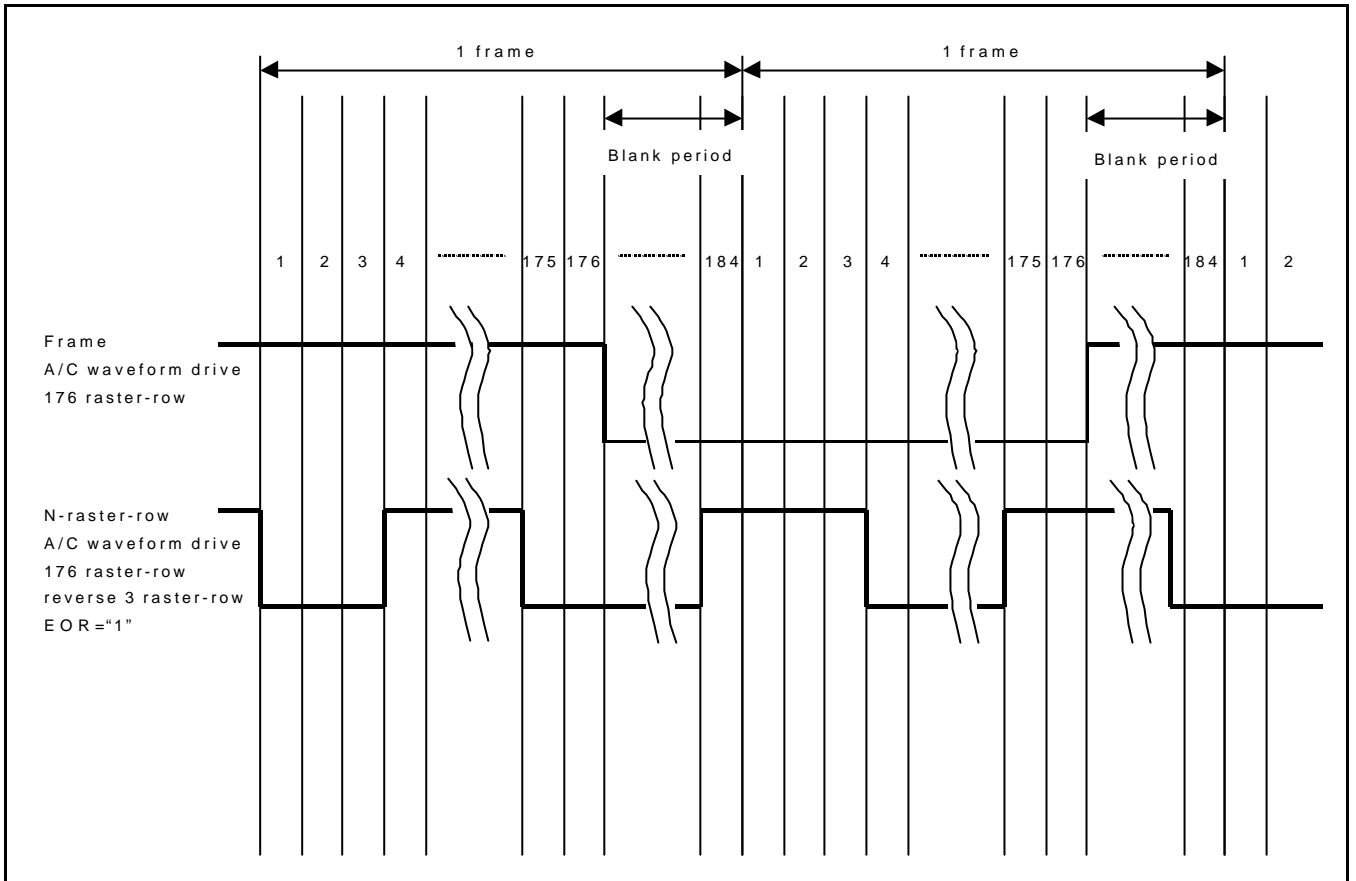 1 frame 1 frame
Blank period Blank period
1 2 3 4 ............ 175 176 ............ 184 1 2 3 4 ............ 175 176 ............ 184 1 2
Frame
A/C waveform drive
176 raster-row
N-raster-row
A/C waveform drive
176 raster-row
reverse 3 raster-row
EOR=“1”